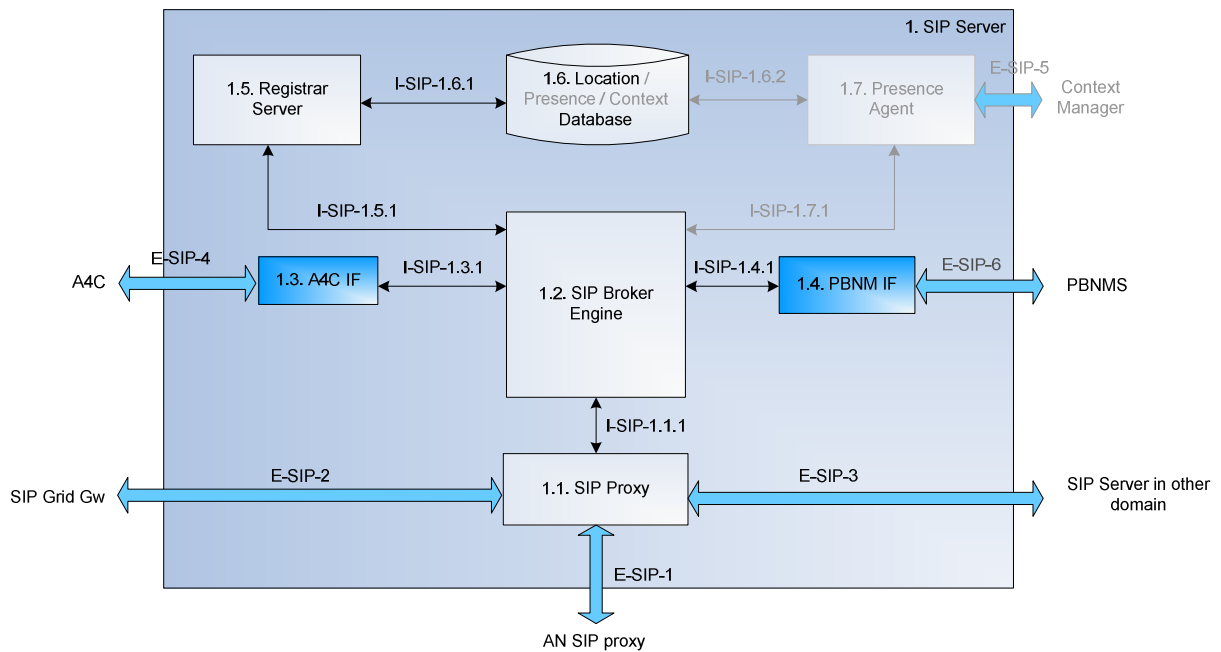 1. SIP Server
1.5. Registrar
Server
I-SIP-1.6.1
1.6. Location /
Presence / Context
Database
I-SIP-1.6.2
1.7. Presence
Agent
E-SIP-5
Context
Manager
I-SIP-1.5.1
I-SIP-1.7.1
A4C
E-SIP-4
1.3. A4C IF
I-SIP-1.3.1
1.2. SIP Broker
Engine
I-SIP-1.4.1
1.4. PBNM IF
E-SIP-6
PBNMS
I-SIP-1.1.1
SIP Grid Gw
E-SIP-2
1.1. SIP Proxy
E-SIP-3
SIP Server in other
domain
E-SIP-1
AN SIP proxy